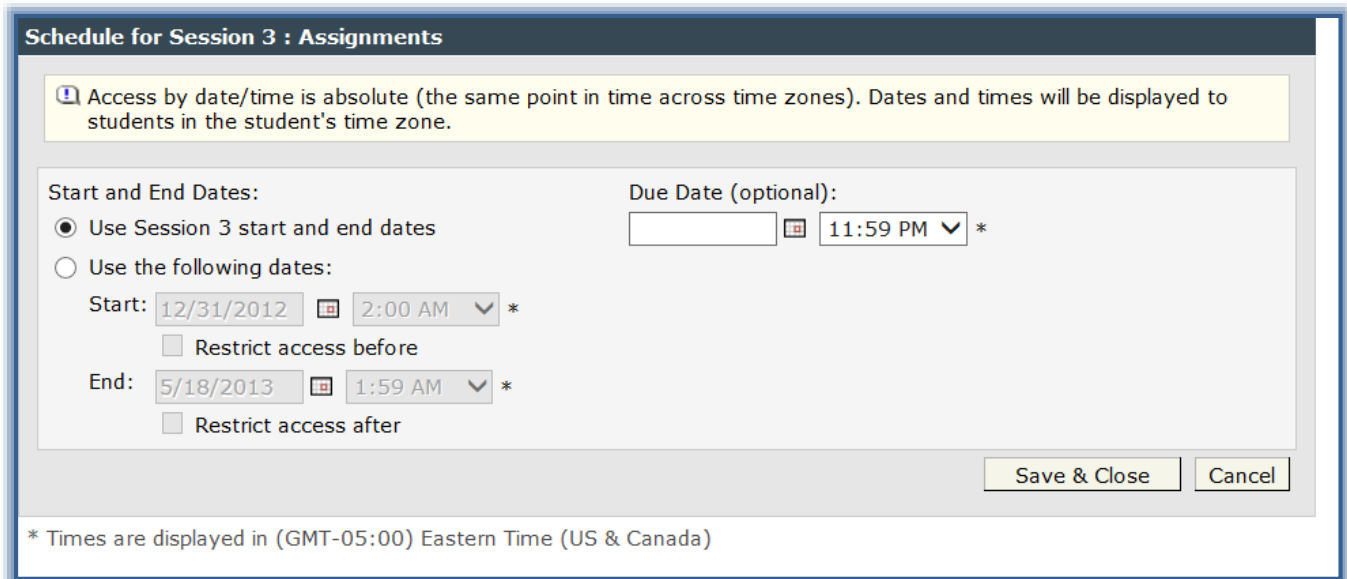 Schedule for Session 3 : Assignments
Access by date/time is absolute (the same point in time across time zones). Dates and times will be displayed to
students in the student's time zone.
Start and End Dates:
Due Date (optional):
Use Session 3 start and end dates
11:59 PM *
Use the following dates:
Start: 12/31/2012 2:00 AM *
Restrict access before
End: 5/18/2013 1:59 AM *
Restrict access after
Save & Close Cancel
* Times are displayed in (GMT-05:00) Eastern Time (US & Canada)